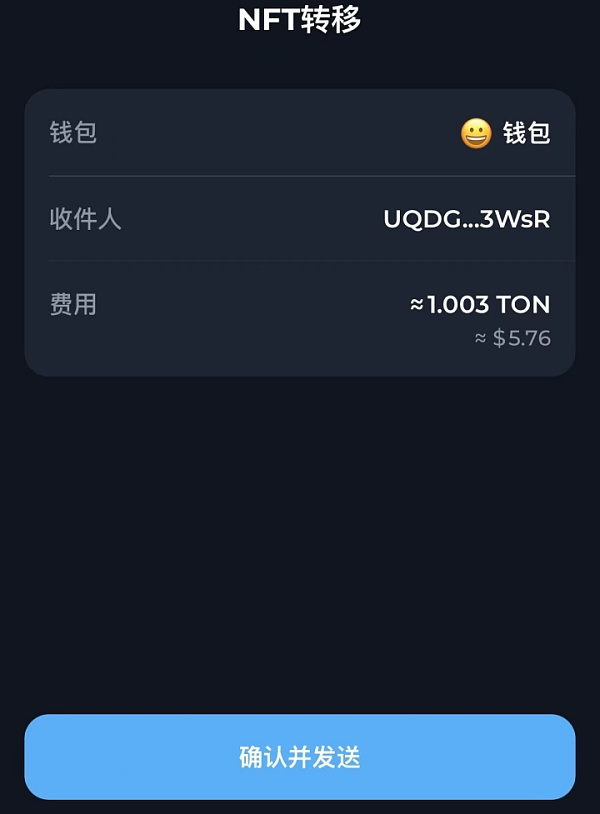 NFT转移
钱包
😀 钱包
收件人
UQDG...3WsR
费用
≈1.003 TON
≈ $5.76
确认并发送